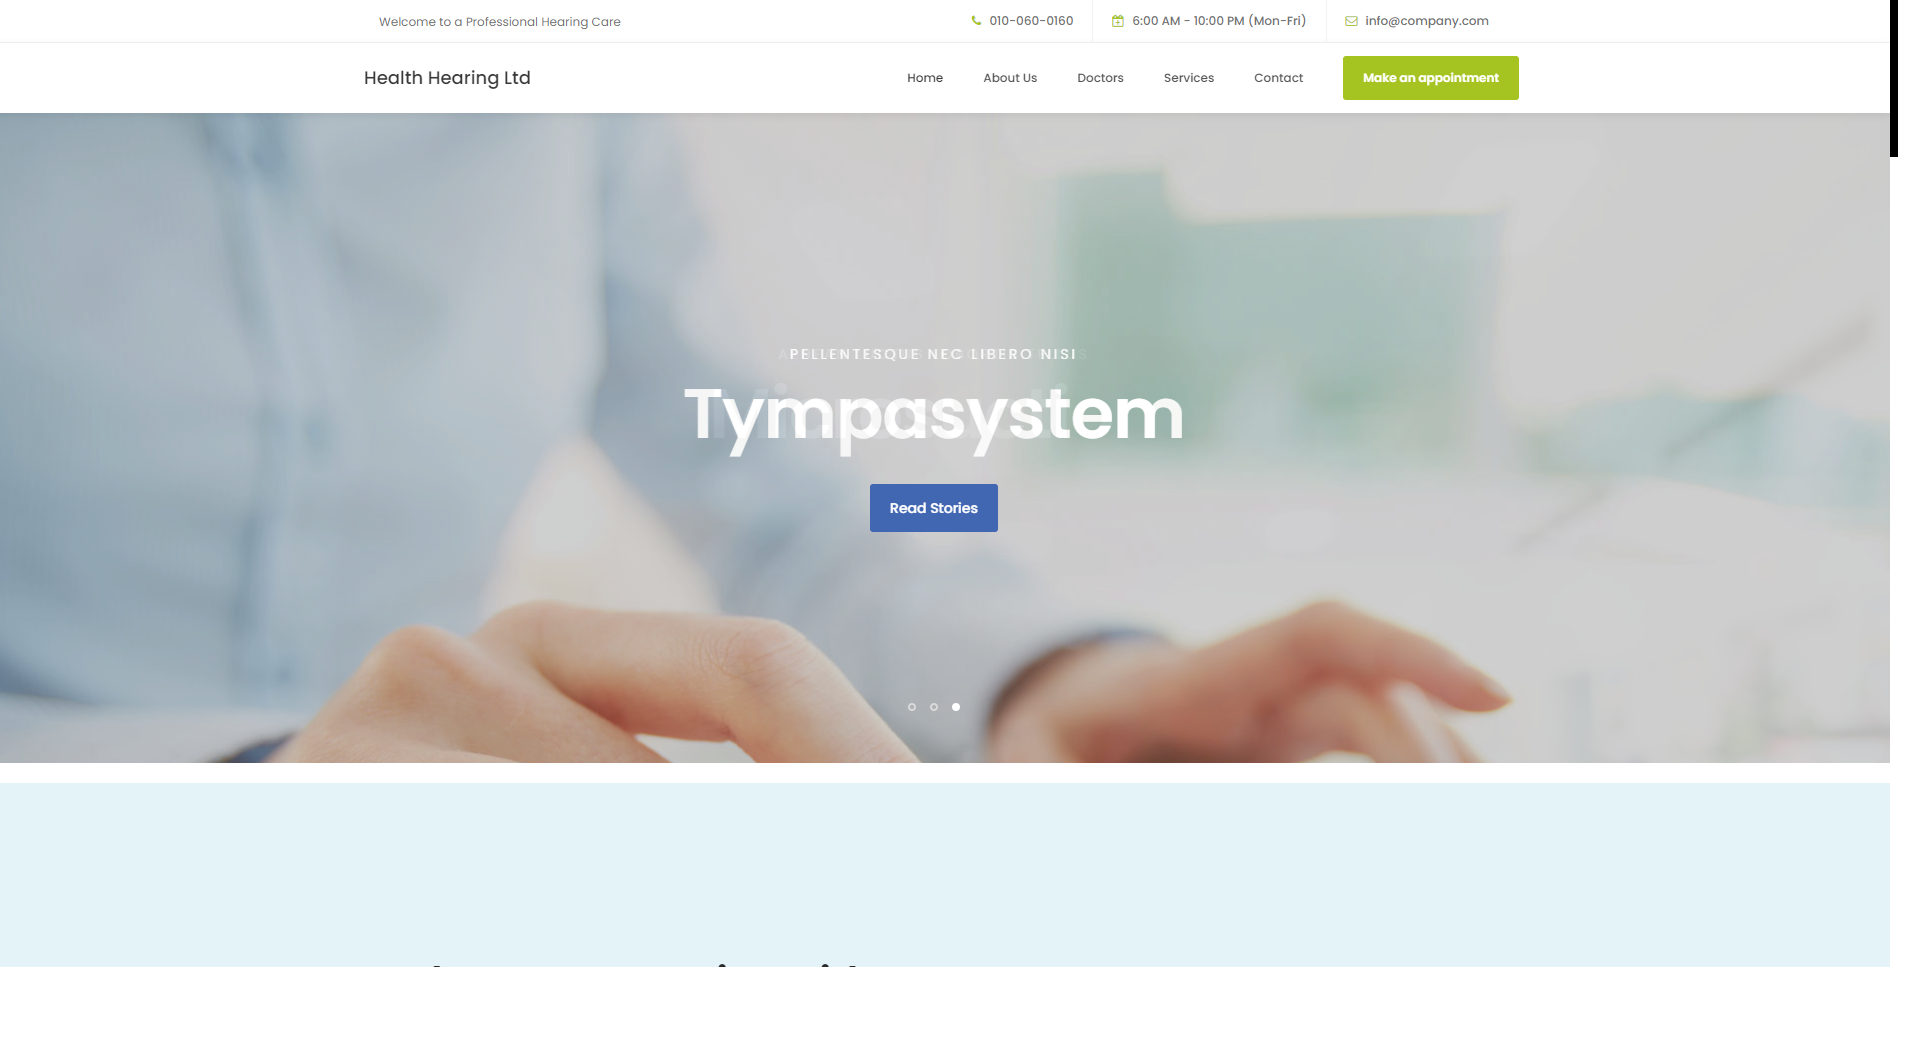 Welcome to a Professional Hearing Care
010-060-0160
6:00 AM - 10:00 PM (Mon-Fri)
info@company.com
Health Hearing Ltd
Home
About Us
Doctors
Services
Contact
Make an appointment
PELLENTESQUE NEC LIBERO NISI
Tympasystem
Read Stories